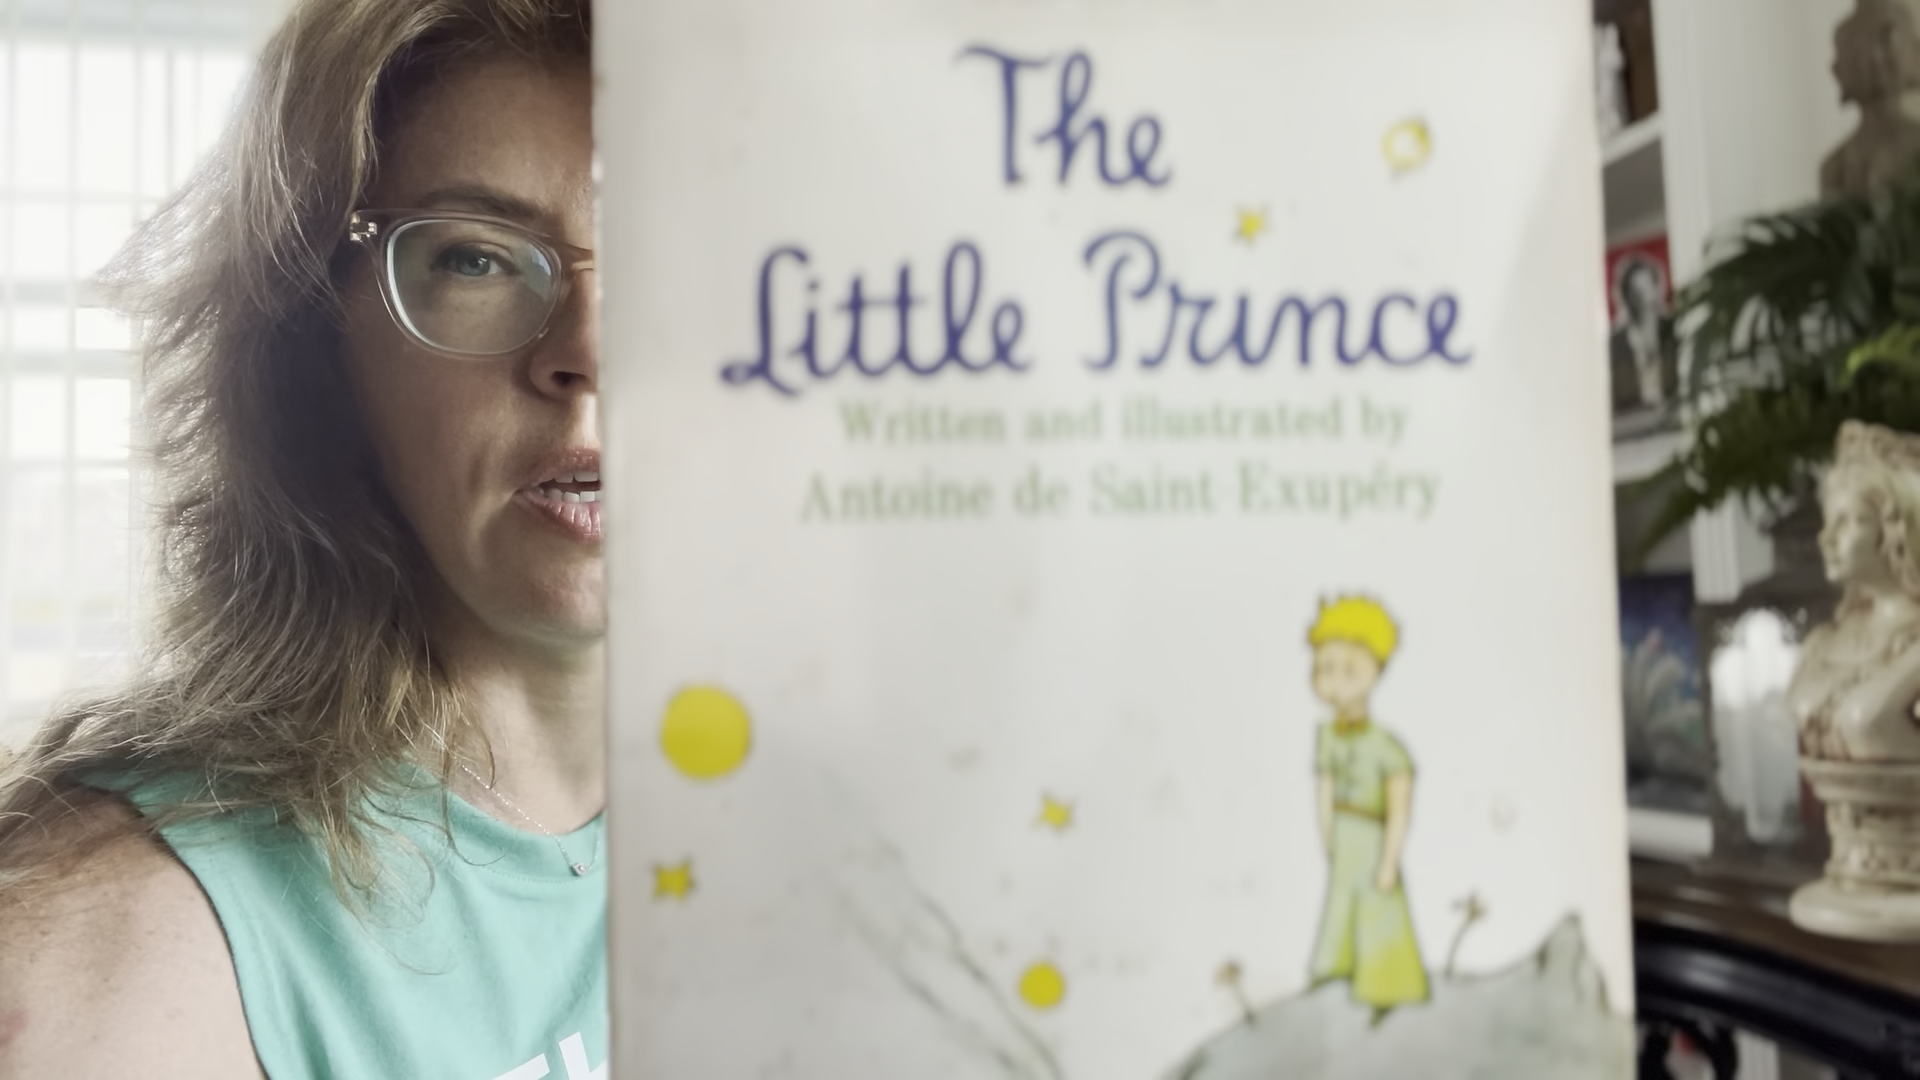 The
Little Prince
Written and illustrated by
Antoine de Saint-Exupéry